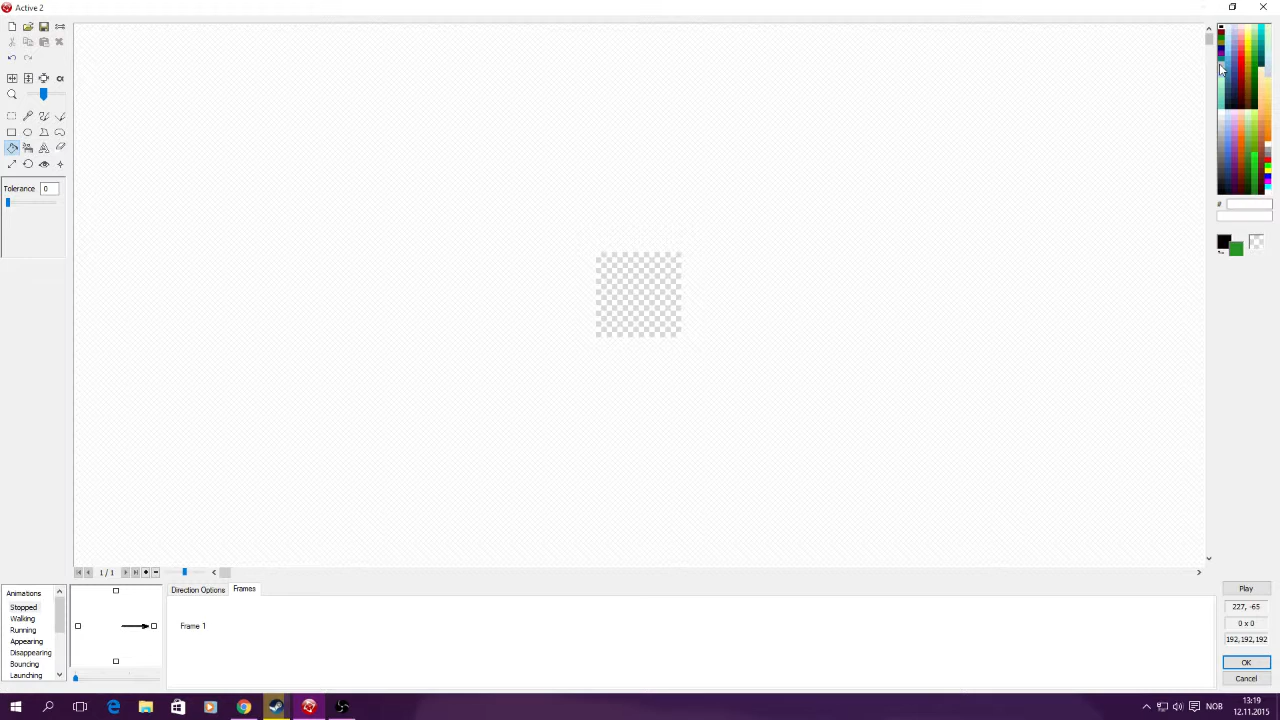 Active 2
Tolerance 0
#
1 / 1
Animations
Stopped
Walking
Running
Appearing
Disappearing
Bouncing
Launching
Direction Options
Frames
Frame 1
Play
227, -65
0 x 0
192,192,192
OK
Cancel
NOB
13:19
12.11.2015